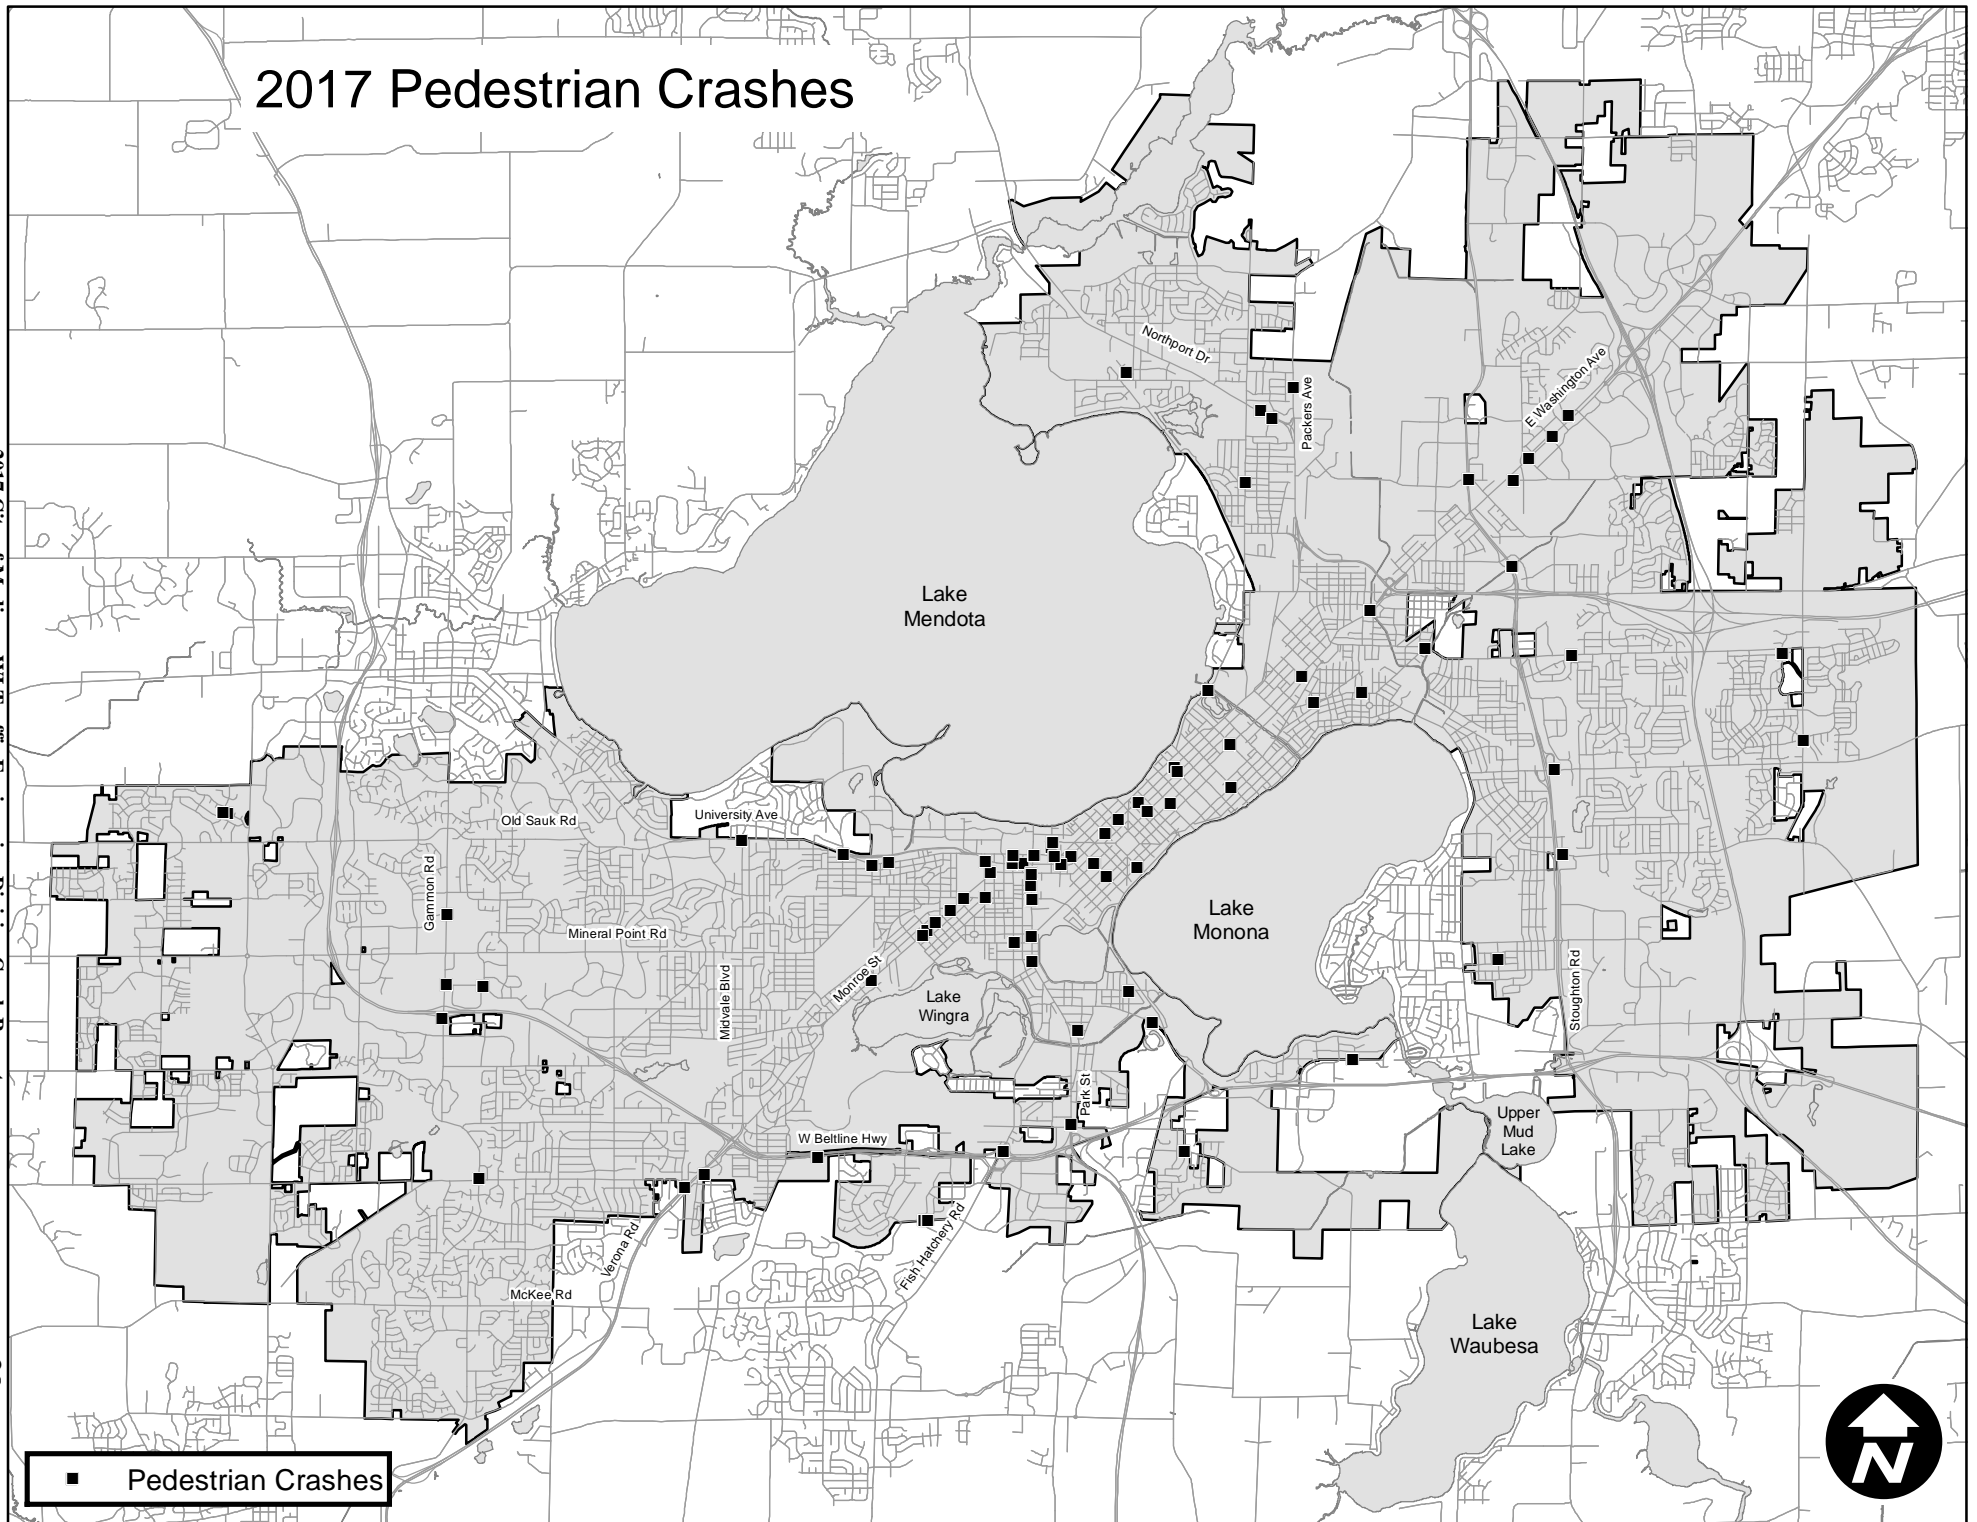 2017 Pedestrian Crashes
Northport Dr
Packers Ave
E Washington Ave
Lake
Mendota
University Ave
Old Sauk Rd
Gammon Rd
Mineral Point Rd
Midvale Blvd
Monroe St
Lake
Wingra
Lake
Monona
Stoughton Rd
Park St
W Beltline Hwy
Upper
Mud
Lake
Verona Rd
Fish Hatchery Rd
McKee Rd
Lake
Waubesa
Pedestrian Crashes
N